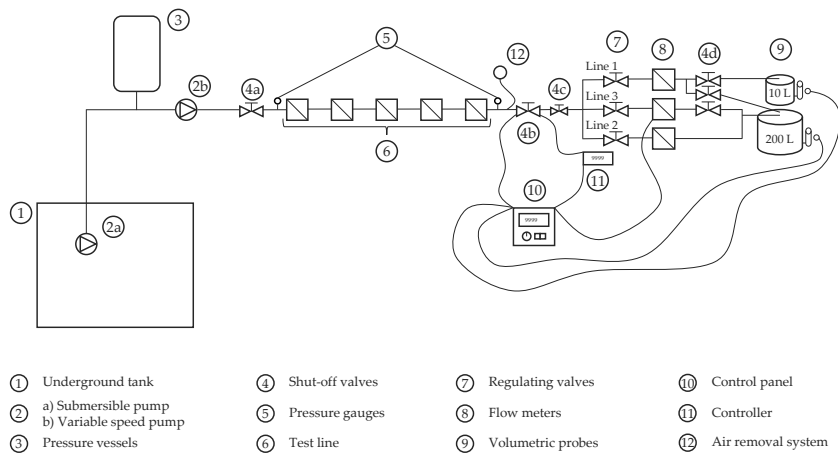 3
5
2b
4a
12
4c
7
8
4d
9
Line 1
Line 3
Line 2
10 L
200 L
4b
6
9999
11
10
9999
1
2a
1 Underground tank
2 a) Submersible pump
b) Variable speed pump
3 Pressure vessels
4 Shut-off valves
5 Pressure gauges
6 Test line
7 Regulating valves
8 Flow meters
9 Volumetric probes
10 Control panel
11 Controller
12 Air removal system